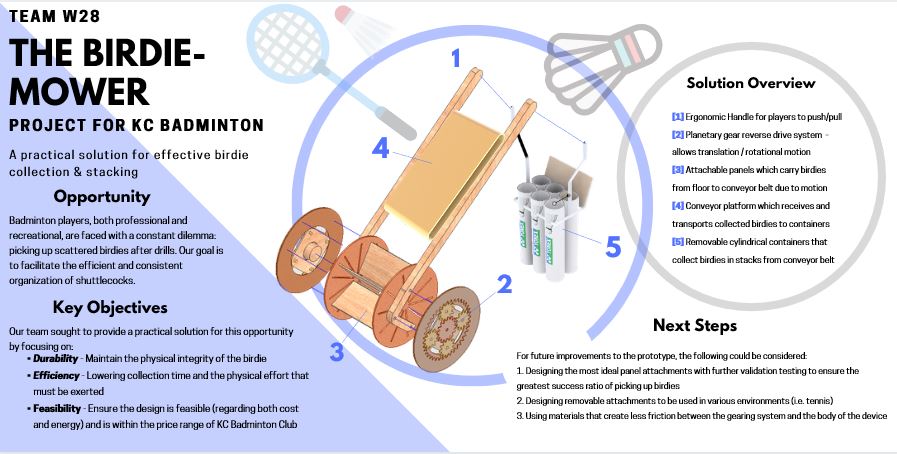 TEAM W28
THE BIRDIE-
MOWER
PROJECT FOR KC BADMINTON
A practical solution for effective birdie
collection & stacking
Opportunity
Badminton players, both professional and
recreational, are faced with a constant dilemma:
picking up scattered birdies after drills. Our goal is
to facilitate the efficient and consistent
organization of shuttlecocks.
Key Objectives
Our team sought to provide a practical solution for this opportunity
by focusing on:
• Durability - Maintain the physical integrity of the birdie
• Efficiency - Lowering collection time and the physical effort that
must be exerted
• Feasibility - Ensure the design is feasible (regarding both cost
and energy) and is within the price range of KC Badminton Club
1
4
5
2
3
Solution Overview
[1] Ergonomic Handle for players to push/pull
[2] Planetary gear reverse drive system -
allows translation / rotational motion
[3] Attachable panels which carry birdies
from floor to conveyor belt due to motion
[4] Conveyor platform which receives and
transports collected birdies to containers
[5] Removable cylindrical containers that
collect birdies in stacks from conveyor belt
Next Steps
For future improvements to the prototype, the following could be considered:
1. Designing the most ideal panel attachments with further validation testing to ensure the
greatest success ratio of picking up birdies
2. Designing removable attachments to be used in various environments (i.e. tennis)
3. Using materials that create less friction between the gearing system and the body of the device